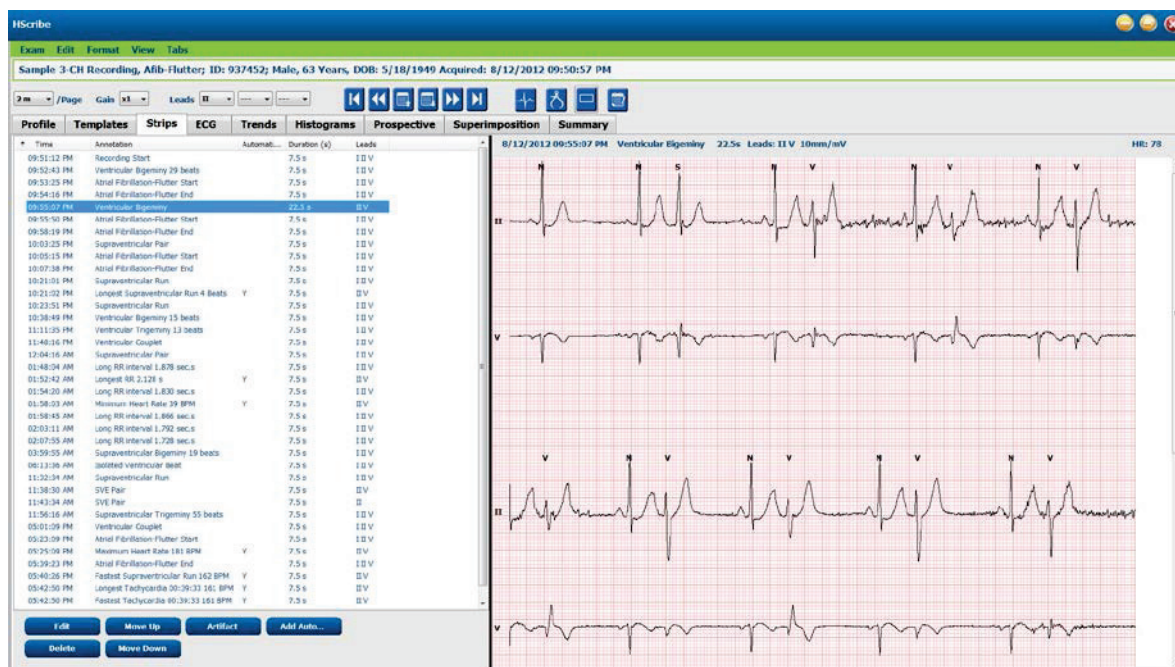 HScribe
Exam Edit Format View Tabs
Sample 3-CH Recording, Afib-Flutter; ID: 937452; Male, 63 Years, DOB: 5/18/1949 Acquired: 8/12/2012 09:50:57 PM
2 m /Page Gain x1 Leads II --- ---
Profile Templates Strips ECG Trends Histograms Prospective Superimposition Summary
* Time Annotation Automati... Duration (s) Leads
09:51:12 PM Recording Start 7.5 s I II V
09:52:43 PM Ventricular Bigeminy 29 beats 7.5 s I II V
09:53:25 PM Atrial Fibrillation-Flutter Start 7.5 s I II V
09:54:16 PM Atrial Fibrillation-Flutter End 7.5 s I II V
09:55:07 PM Ventricular Bigeminy 22.5 s II V
09:55:50 PM Atrial Fibrillation-Flutter Start 7.5 s I II V
09:58:19 PM Atrial Fibrillation-Flutter End 7.5 s I II V
10:03:25 PM Supraventricular Pair 7.5 s I II V
10:05:15 PM Atrial Fibrillation-Flutter Start 7.5 s I II V
10:07:38 PM Atrial Fibrillation-Flutter End 7.5 s I II V
10:21:01 PM Supraventricular Run 7.5 s I II V
10:21:02 PM Longest Supraventricular Run 4 Beats Y 7.5 s II V
10:23:51 PM Supraventricular Run 7.5 s I II V
10:38:49 PM Ventricular Bigeminy 15 beats 7.5 s I II V
11:11:35 PM Ventricular Trigeminy 13 beats 7.5 s I II V
11:48:16 PM Ventricular Couplet 7.5 s I II V
12:04:16 AM Supraventricular Pair 7.5 s I II V
01:48:04 AM Long RR interval 1.878 sec.s 7.5 s I II V
01:52:42 AM Longest RR 2.128 s Y 7.5 s II V
01:54:20 AM Long RR interval 1.830 sec.s 7.5 s I II V
01:58:03 AM Minimum Heart Rate 39 BPM Y 7.5 s II V
01:58:45 AM Long RR interval 1.866 sec.s 7.5 s I II V
02:03:11 AM Long RR interval 1.792 sec.s 7.5 s I II V
02:07:55 AM Long RR interval 1.728 sec.s 7.5 s I II V
03:59:55 AM Supraventricular Bigeminy 19 beats 7.5 s I II V
06:13:36 AM Isolated Ventricular Beat 7.5 s I II V
11:32:34 AM Supraventricular Run 7.5 s I II V
11:38:30 AM SVE Pair 7.5 s II V
11:43:34 AM SVE Pair 7.5 s II
11:56:16 AM Supraventricular Trigeminy 55 beats 7.5 s I II V
05:01:09 PM Ventricular Couplet 7.5 s I II V
05:23:09 PM Atrial Fibrillation-Flutter Start 7.5 s I II V
05:25:09 PM Maximum Heart Rate 181 BPM Y 7.5 s II V
05:39:23 PM Atrial Fibrillation-Flutter End 7.5 s I II V
05:40:26 PM Fastest Supraventricular Run 162 BPM Y 7.5 s II V
05:42:50 PM Longest Tachycardia 00:39:33 161 BPM Y 7.5 s II V
05:42:50 PM Fastest Tachycardia 00:39:33 161 BPM Y 7.5 s II V
Edit Move Up Artifact Add Auto...
Delete Move Down
8/12/2012 09:55:07 PM Ventricular Bigeminy 22.5s Leads: II V 10mm/mV HR: 78
N N S N V N V N V
II
V
V N V N V N V N V
II
V